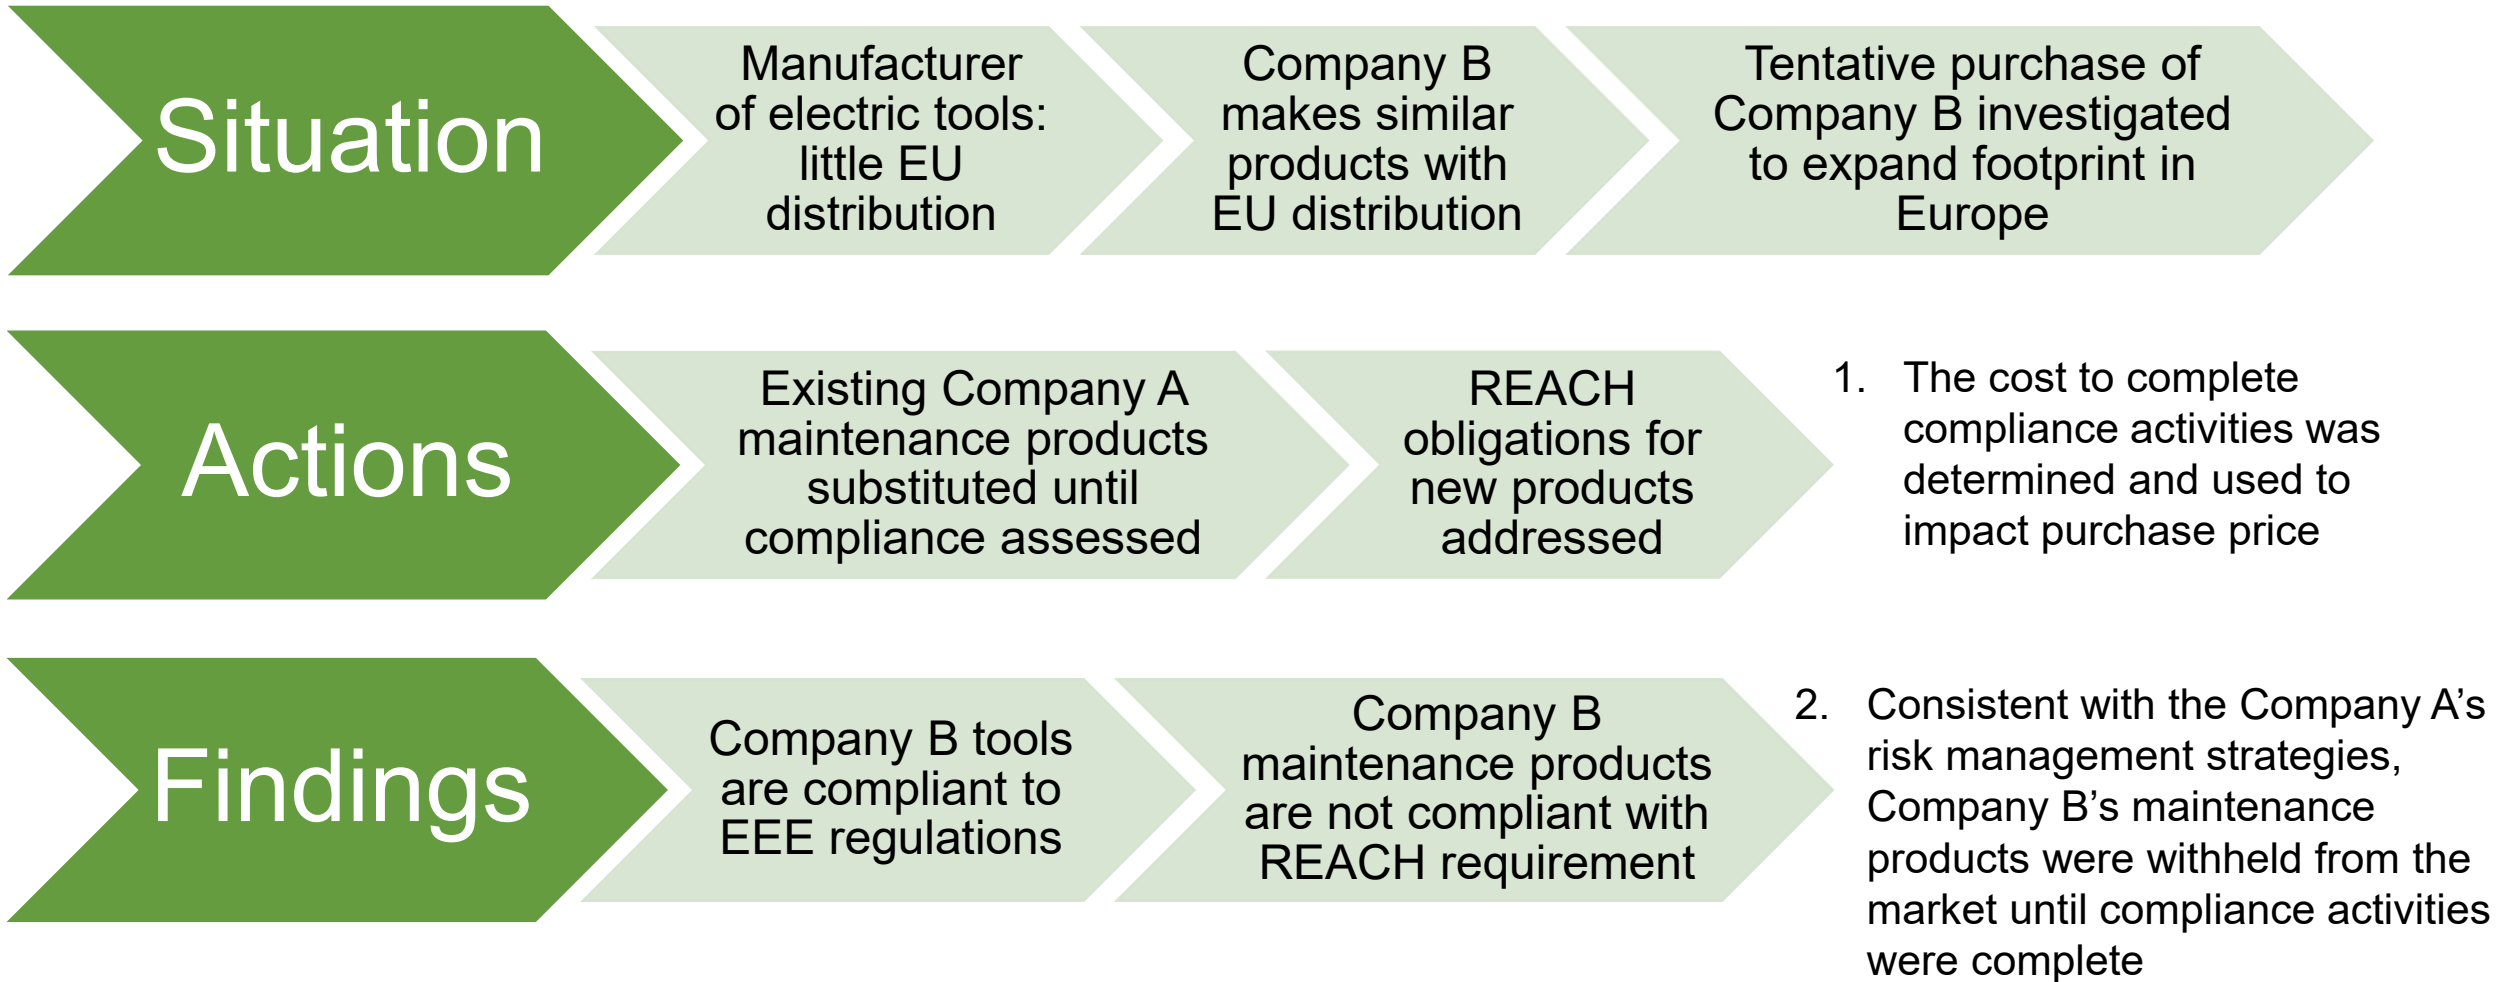 Situation
Manufacturer
of electric tools:
little EU
distribution
Company B
makes similar
products with
EU distribution
Tentative purchase of
Company B investigated
to expand footprint in
Europe
Actions
Existing Company A
maintenance products
substituted until
compliance assessed
REACH
obligations for
new products
addressed
1. The cost to complete
compliance activities was
determined and used to
impact purchase price
Findings
Company B tools
are compliant to
EEE regulations
Company B
maintenance products
are not compliant with
REACH requirement
2. Consistent with the Company A’s
risk management strategies,
Company B’s maintenance
products were withheld from the
market until compliance activities
were complete